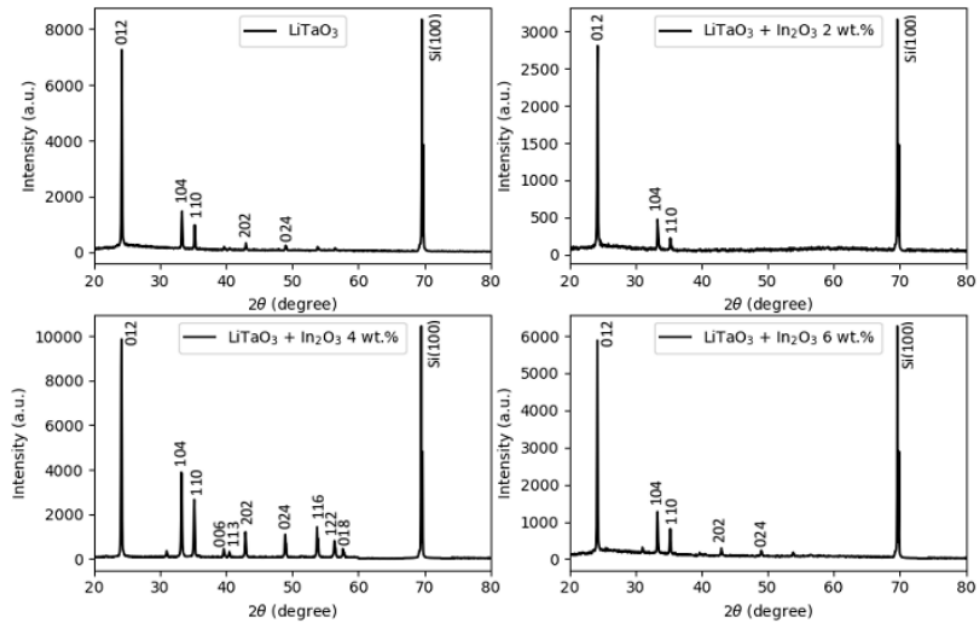 LiTaO₃
8000
6000
4000
2000
0
Intensity (a.u.)
012
104
110
202
024
Si(100)
20 30 40 50 60 70 80
2θ (degree)
LiTaO₃ + In₂O₃ 2 wt.%
3000
2500
2000
1500
1000
500
0
Intensity (a.u.)
012
104
110
Si(100)
20 30 40 50 60 70 80
2θ (degree)
LiTaO₃ + In₂O₃ 4 wt.%
10000
8000
6000
4000
2000
0
Intensity (a.u.)
012
104
110
006
113
202
024
116
122
018
Si(100)
20 30 40 50 60 70 80
2θ (degree)
LiTaO₃ + In₂O₃ 6 wt.%
6000
5000
4000
3000
2000
1000
0
Intensity (a.u.)
012
104
110
202
024
Si(100)
20 30 40 50 60 70 80
2θ (degree)